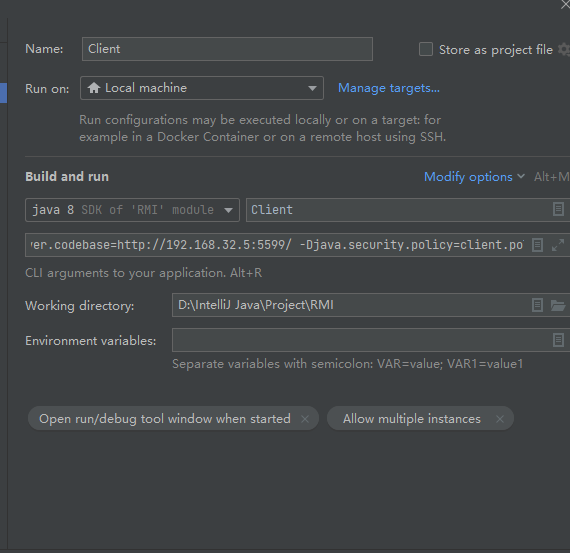 Name: Client Store as project file
Run on: Local machine Manage targets...
Run configurations may be executed locally or on a target: for
example in a Docker Container or on a remote host using SSH.
Build and run Modify options Alt+M
java 8 SDK of 'RMI' module Client
ver.codebase=http://192.168.32.5:5599/ -Djava.security.policy=client.po
CLI arguments to your application. Alt+R
Working directory: D:\IntelliJ Java\Project\RMI
Environment variables:
Separate variables with semicolon: VAR=value; VAR1=value1
Open run/debug tool window when started × Allow multiple instances ×